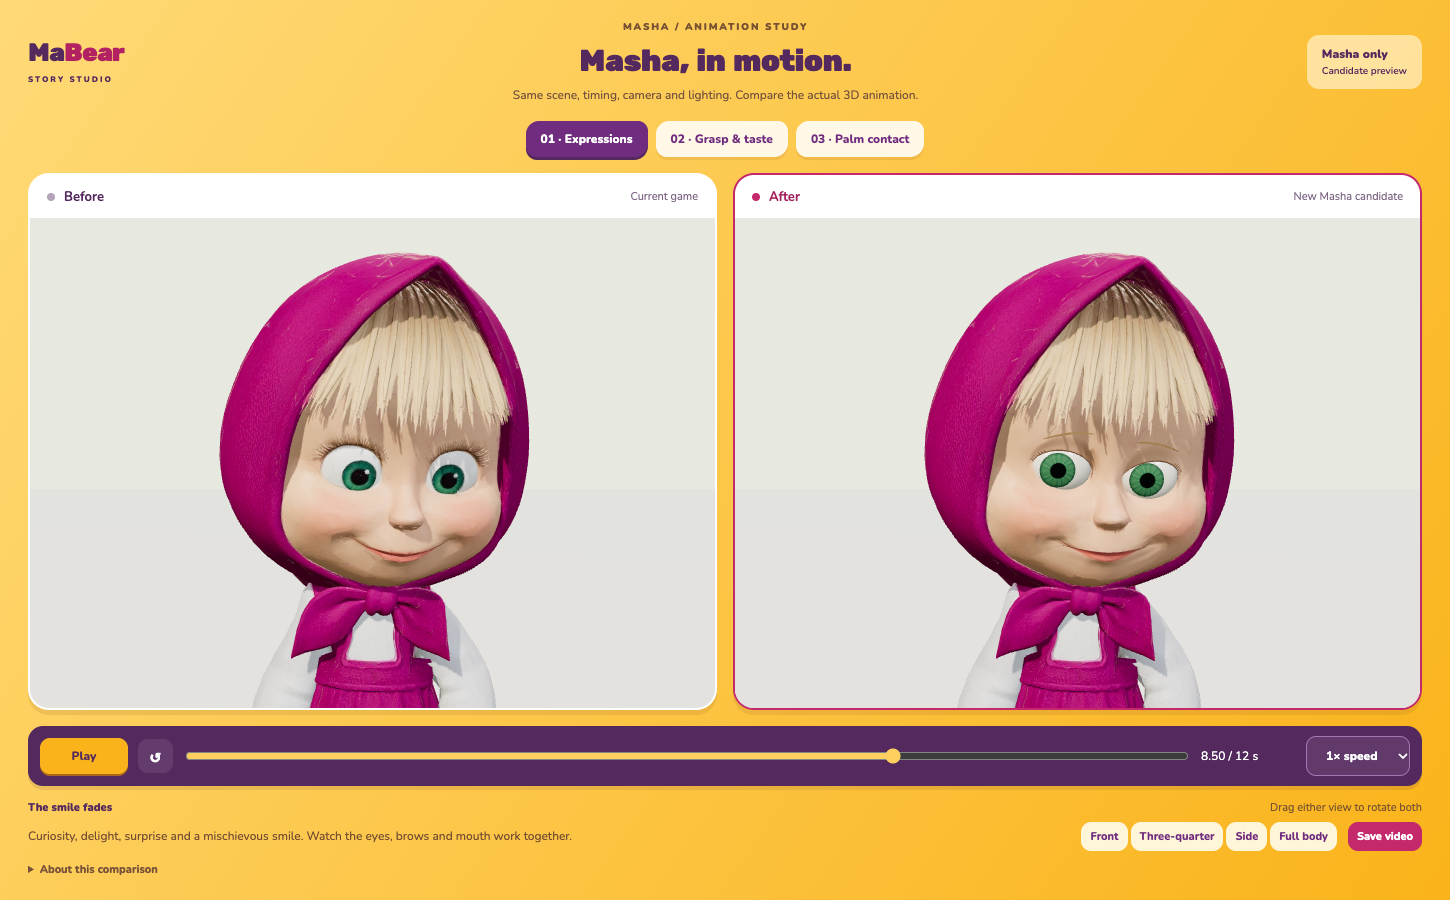 MaBear
STORY STUDIO
MASHA / ANIMATION STUDY
Masha, in motion.
Same scene, timing, camera and lighting. Compare the actual 3D animation.
Masha only
Candidate preview
01 · Expressions
02 · Grasp & taste
03 · Palm contact
Before
Current game
After
New Masha candidate
Play
8.50 / 12 s
1× speed
The smile fades
Drag either view to rotate both
Curiosity, delight, surprise and a mischievous smile. Watch the eyes, brows and mouth work together.
Front
Three-quarter
Side
Full body
Save video
About this comparison